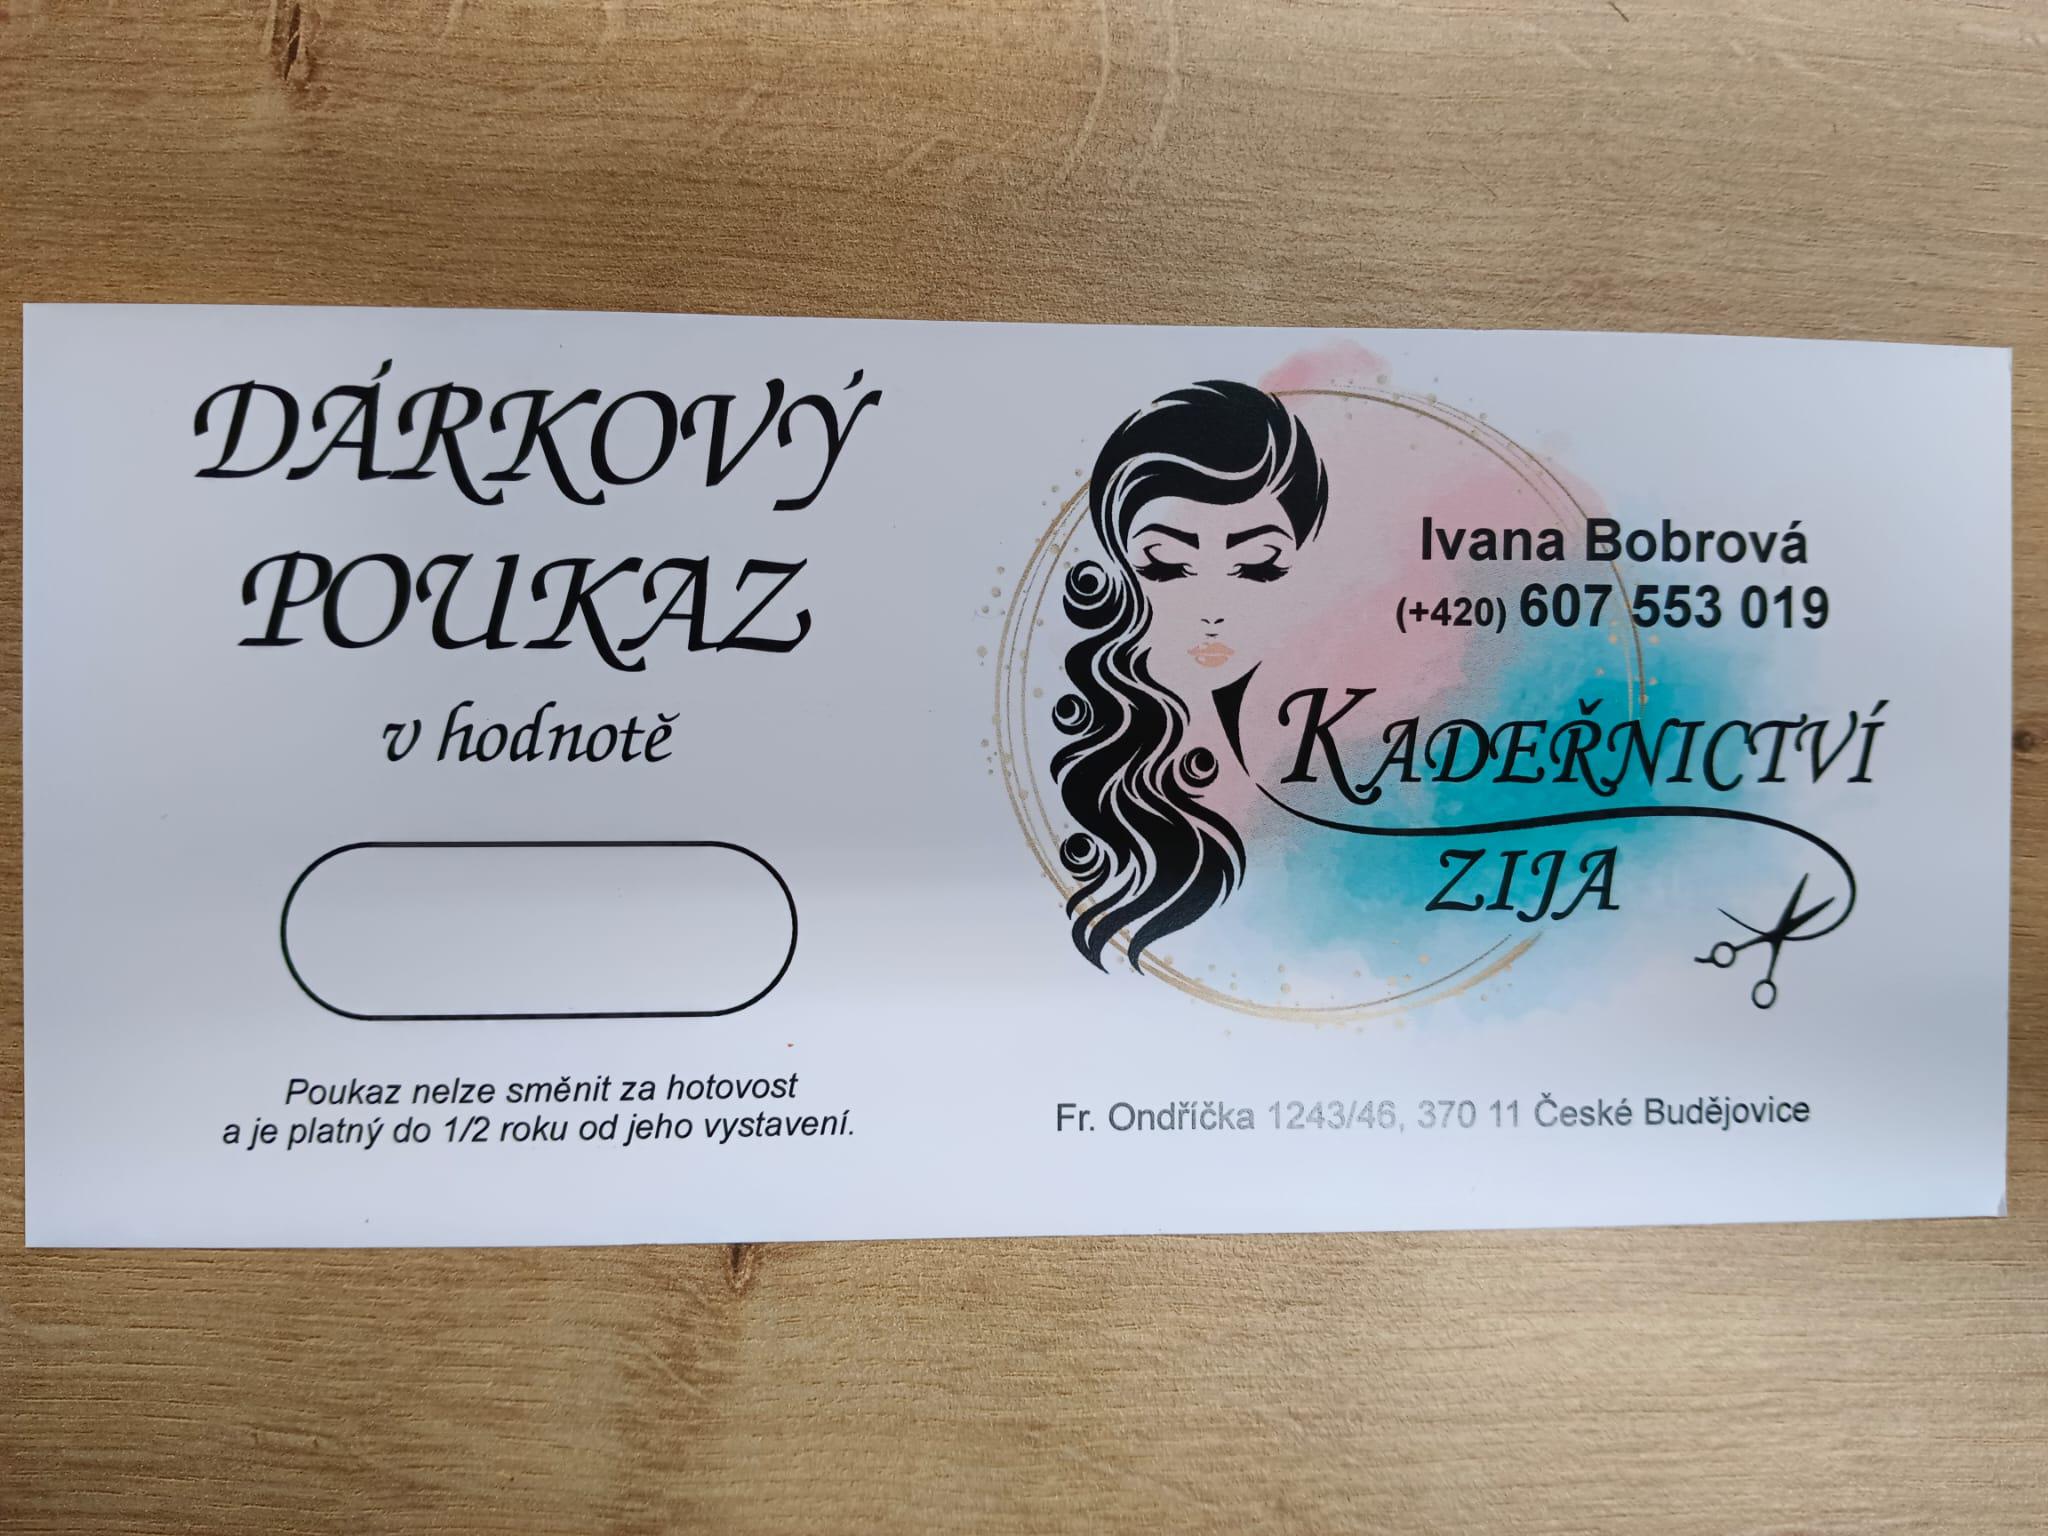 DÁRKOVÝ
POUKAZ
v hodnotě
Poukaz nelze směnit za hotovost
a je platný do 1/2 roku od jeho vystavení.
Ivana Bobrová
(+420) 607 553 019
KADEŘNICTVÍ
ZIJA
Fr. Ondříčka 1243/46, 370 11 České Budějovice